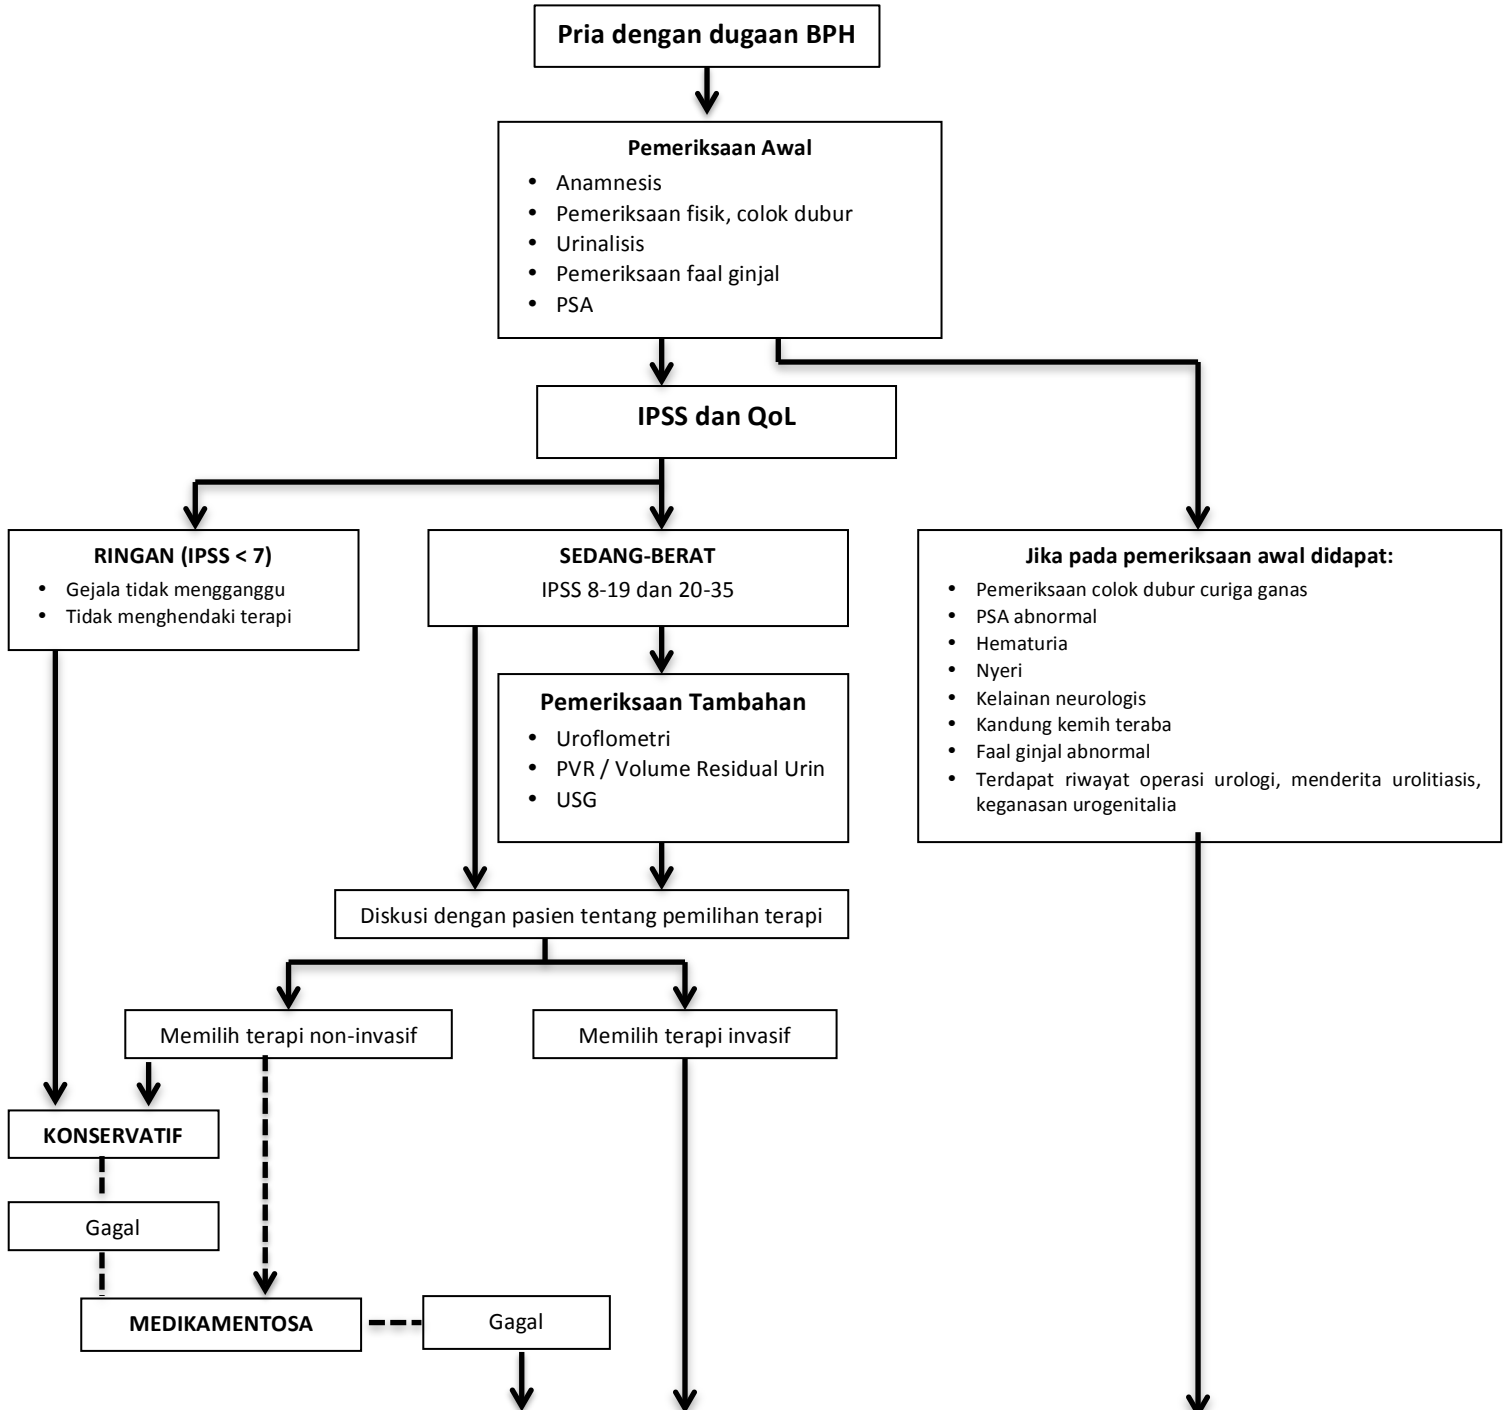 Pria dengan dugaan BPH
Pemeriksaan Awal
• Anamnesis
• Pemeriksaan fisik, colok dubur
• Urinalisis
• Pemeriksaan faal ginjal
• PSA
IPSS dan QoL
RINGAN (IPSS < 7)
• Gejala tidak mengganggu
• Tidak menghendaki terapi
SEDANG-BERAT
IPSS 8-19 dan 20-35
Jika pada pemeriksaan awal didapat:
• Pemeriksaan colok dubur curiga ganas
• PSA abnormal
• Hematuria
• Nyeri
• Kelainan neurologis
• Kandung kemih teraba
• Faal ginjal abnormal
• Terdapat riwayat operasi urologi, menderita urolitiasis,
keganasan urogenitalia
Pemeriksaan Tambahan
• Uroflometri
• PVR / Volume Residual Urin
• USG
Diskusi dengan pasien tentang pemilihan terapi
Memilih terapi non-invasif
Memilih terapi invasif
KONSERVATIF
Gagal
MEDIKAMENTOSA
Gagal